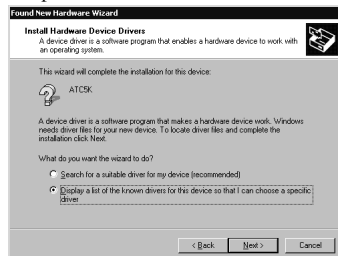 Found New Hardware Wizard
Install Hardware Device Drivers
A device driver is a software program that enables a hardware device to work with
an operating system.
This wizard will complete the installation for this device:
ATC5K
A device driver is a software program that makes a hardware device work. Windows
needs driver files for your new device. To locate driver files and complete the
installation click Next.
What do you want the wizard to do?
Search for a suitable driver for my device (recommended)
Display a list of the known drivers for this device so that I can choose a specific
driver
< Back Next > Cancel